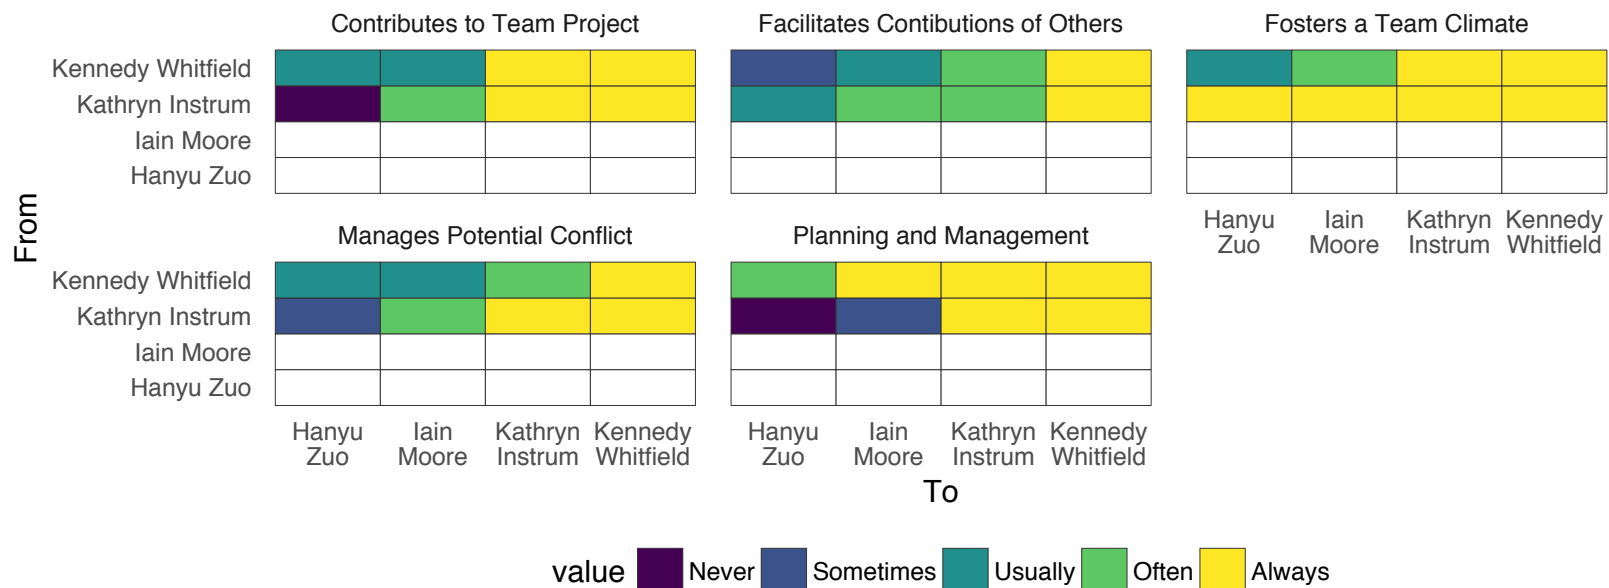 Contributes to Team Project
Facilitates Contibutions of Others
Fosters a Team Climate
Kennedy Whitfield
Kathryn Instrum
Iain Moore
Hanyu Zuo
Hanyu Zuo
Iain Moore
Kathryn Instrum
Kennedy Whitfield
From
Manages Potential Conflict
Planning and Management
Kennedy Whitfield
Kathryn Instrum
Iain Moore
Hanyu Zuo
Hanyu Zuo
Iain Moore
Kathryn Instrum
Kennedy Whitfield
Hanyu Zuo
Iain Moore
Kathryn Instrum
Kennedy Whitfield
To
value Never Sometimes Usually Often Always